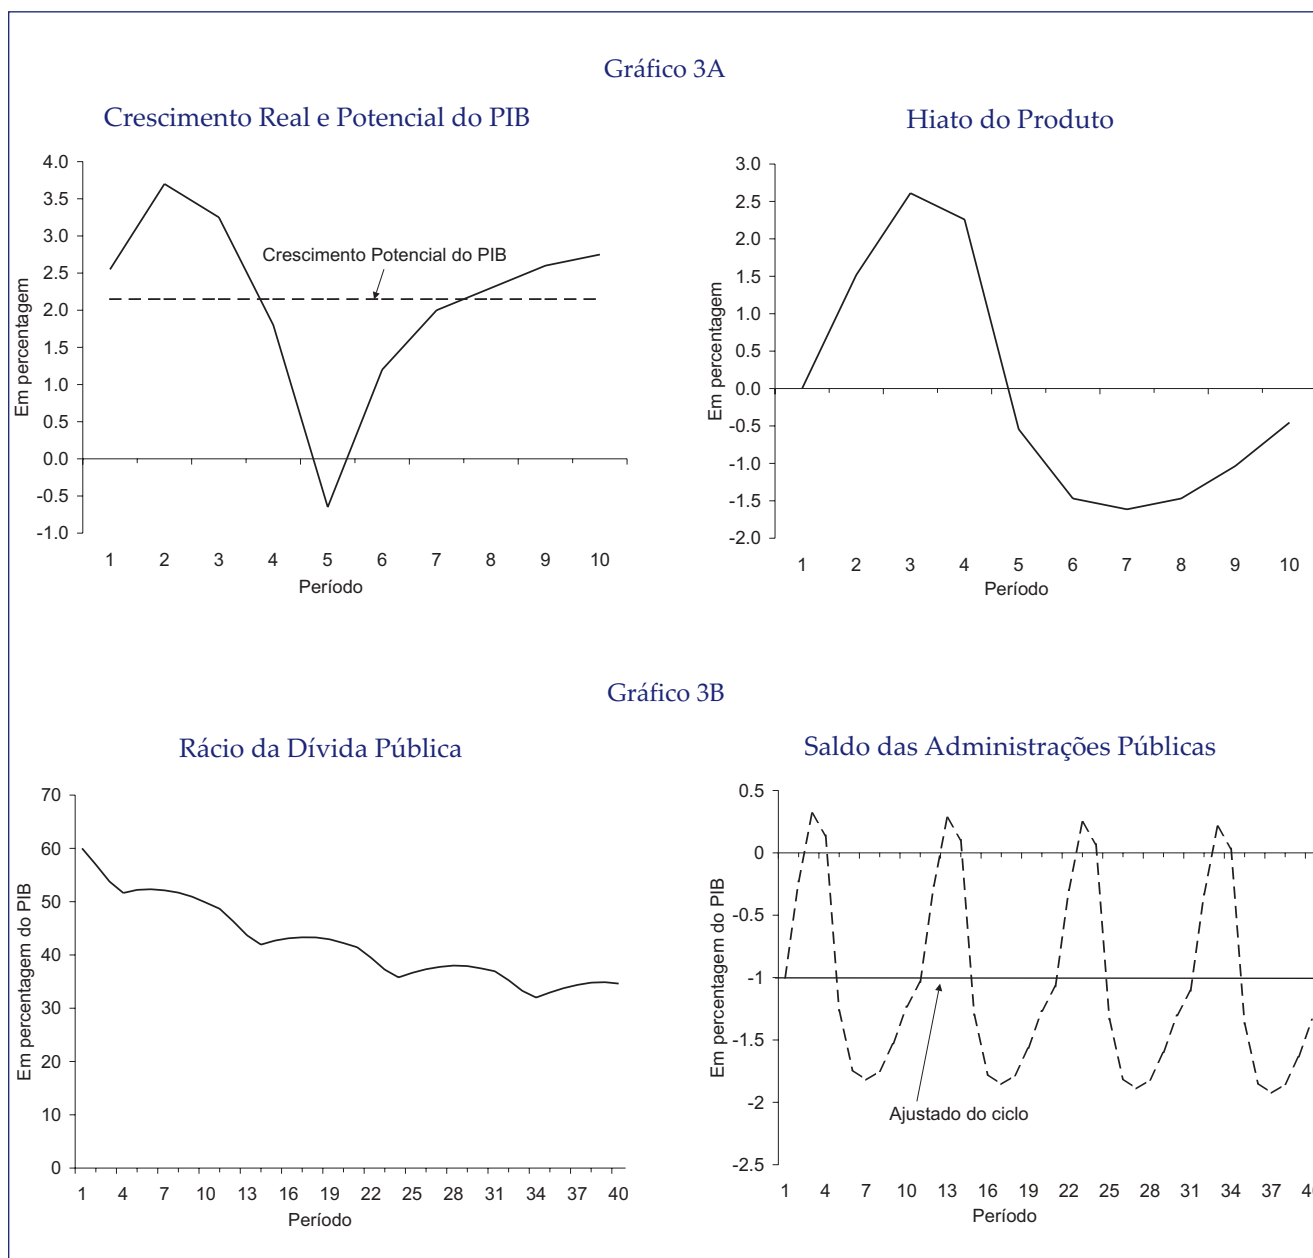 Gráfico 3A
Crescimento Real e Potencial do PIB
Em percentagem
4.0
3.5
3.0
2.5
2.0
1.5
1.0
0.5
0.0
-0.5
-1.0
Crescimento Potencial do PIB
1 2 3 4 5 6 7 8 9 10
Período
Hiato do Produto
Em percentagem
3.0
2.5
2.0
1.5
1.0
0.5
0.0
-0.5
-1.0
-1.5
-2.0
1 2 3 4 5 6 7 8 9 10
Período
Gráfico 3B
Rácio da Dívida Pública
Em percentagem do PIB
70
60
50
40
30
20
10
0
1 4 7 10 13 16 19 22 25 28 31 34 37 40
Período
Saldo das Administrações Públicas
Em percentagem do PIB
0.5
0
-0.5
-1
-1.5
-2
-2.5
Ajustado do ciclo
1 4 7 10 13 16 19 22 25 28 31 34 37
Período